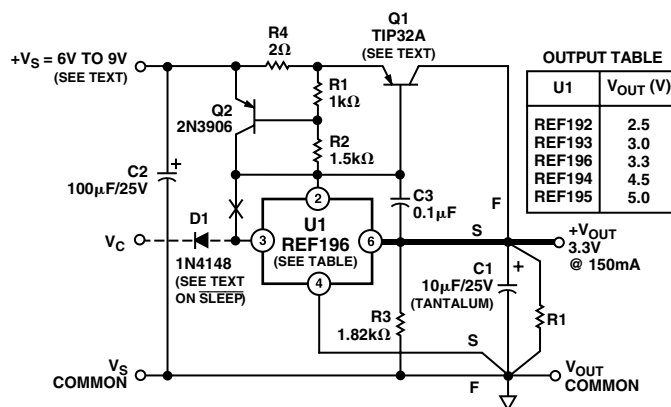 +VS = 6V TO 9V
(SEE TEXT)
R4
2Ω
Q1
TIP32A
(SEE TEXT)
Q2
2N3906
R1
1kΩ
R2
1.5kΩ
C2
100μF/25V
+
C3
0.1μF
F
S
VC
D1
1N4148
(SEE TEXT
ON SLEEP)
2
3
U1
REF196
(SEE TABLE)
6
4
+VOUT
3.3V
@ 150mA
C1
10μF/25V
(TANTALUM)
+
R1
R3
1.82kΩ
S
F
VS
COMMON
VOUT
COMMON
OUTPUT TABLE
U1 VOUT (V)
REF192 2.5
REF193 3.0
REF196 3.3
REF194 4.5
REF195 5.0